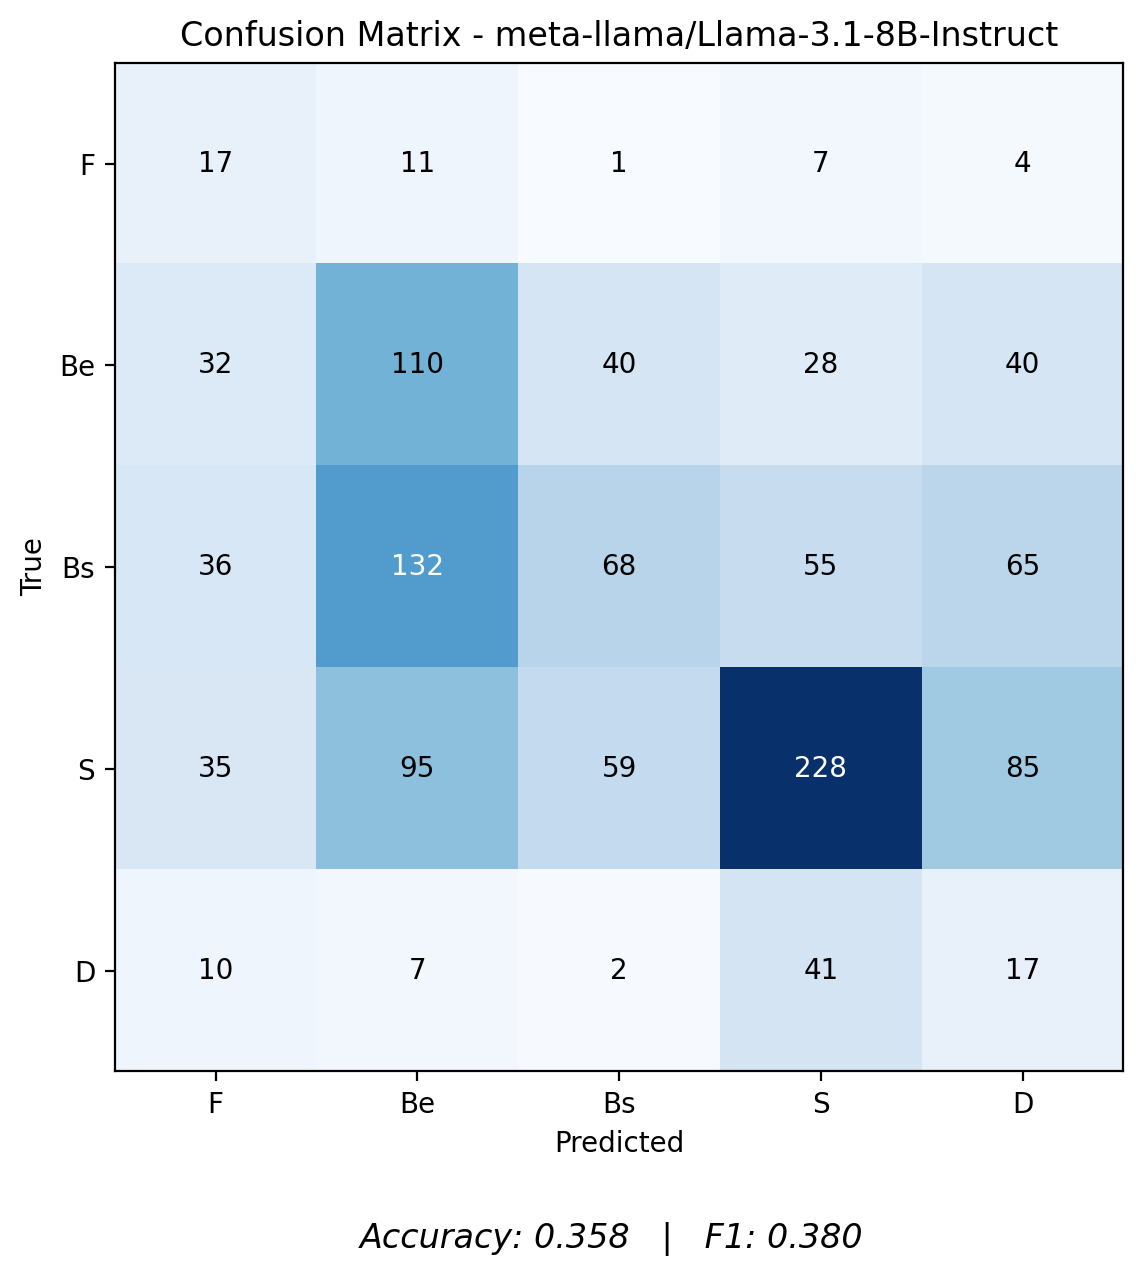 Confusion Matrix - meta-llama/Llama-3.1-8B-Instruct
F 17 11 1 7 4
Be 32 110 40 28 40
Bs 36 132 68 55 65
S 35 95 59 228 85
D 10 7 2 41 17
True
F Be Bs S D
Predicted
Accuracy: 0.358 | F1: 0.380